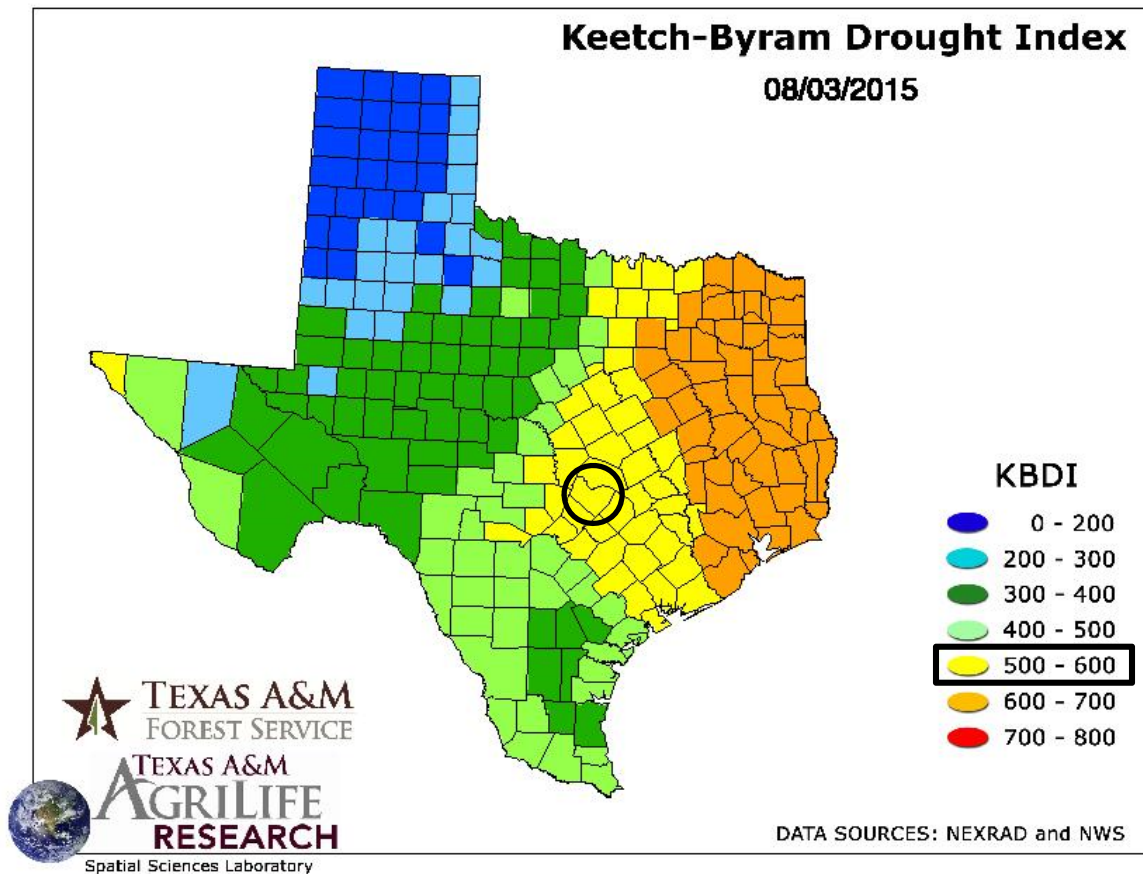 Keetch-Byram Drought Index
08/03/2015
KBDI
0 - 200
200 - 300
300 - 400
400 - 500
500 - 600
600 - 700
700 - 800
TEXAS A&M
FOREST SERVICE
TEXAS A&M
AGRILIFE
RESEARCH
Spatial Sciences Laboratory
DATA SOURCES: NEXRAD and NWS